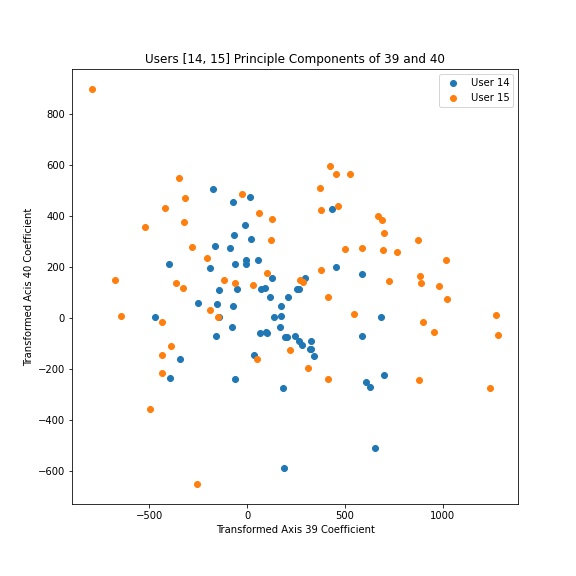 Users [14, 15] Principle Components of 39 and 40
User 14
User 15
800
600
400
200
0
−200
−400
−600
Transformed Acis 40 Coefficient
−500
0
500
1000
Transformed Axis 39 Coefficient